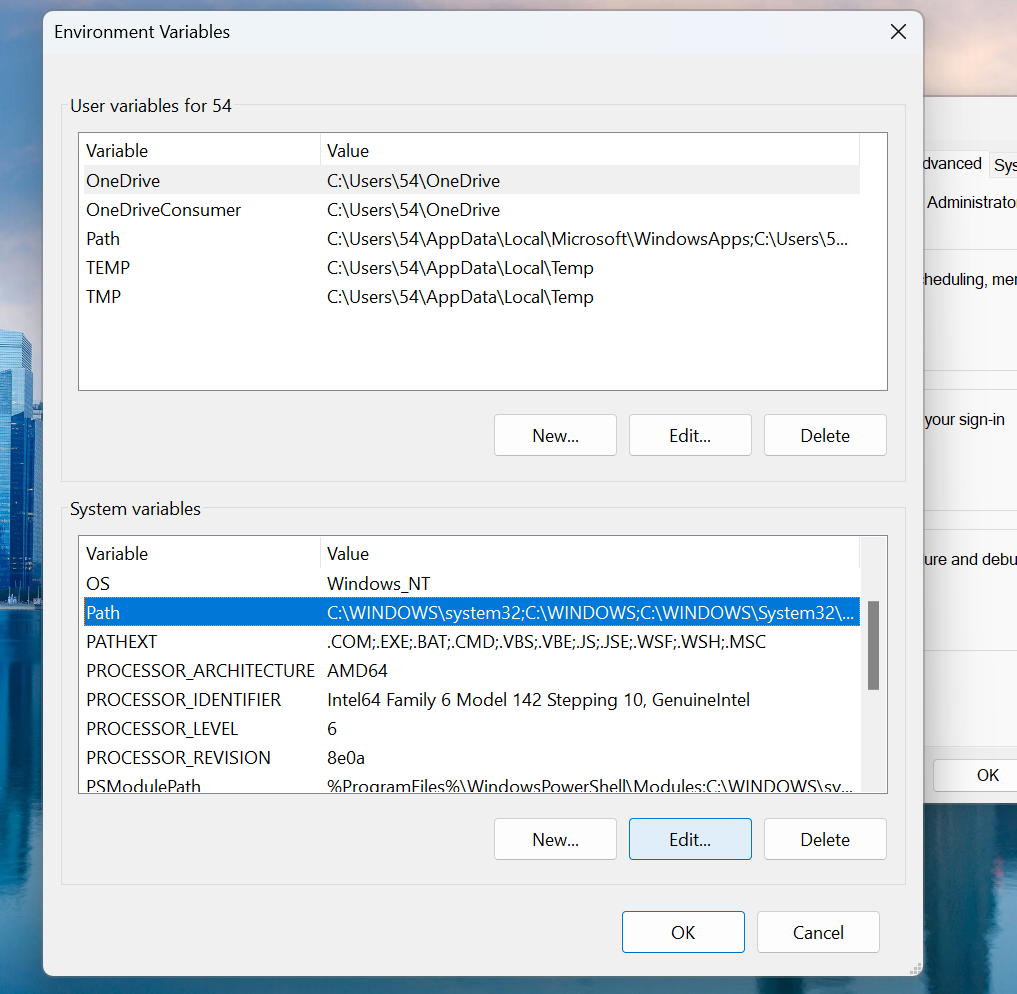 Environment Variables
User variables for 54
Variable Value
OneDrive C:\Users\54\OneDrive
OneDriveConsumer C:\Users\54\OneDrive
Path C:\Users\54\AppData\Local\Microsoft\WindowsApps;C:\Users\5...
TEMP C:\Users\54\AppData\Local\Temp
TMP C:\Users\54\AppData\Local\Temp
New... Edit... Delete
System variables
Variable Value
OS Windows_NT
Path C:\WINDOWS\system32;C:\WINDOWS;C:\WINDOWS\System32\...
PATHEXT .COM;.EXE;.BAT;.CMD;.VBS;.VBE;.JS;.JSE;.WSF;.WSH;.MSC
PROCESSOR_ARCHITECTURE AMD64
PROCESSOR_IDENTIFIER Intel64 Family 6 Model 142 Stepping 10, GenuineIntel
PROCESSOR_LEVEL 6
PROCESSOR_REVISION 8e0a
PSModulePath %ProgramFiles%\WindowsPowerShell\Modules;C:\WINDOWS\sy...
New... Edit... Delete
OK Cancel
dvanced Sys
Administrato
heduling, mer
your sign-in
ure and debu
OK